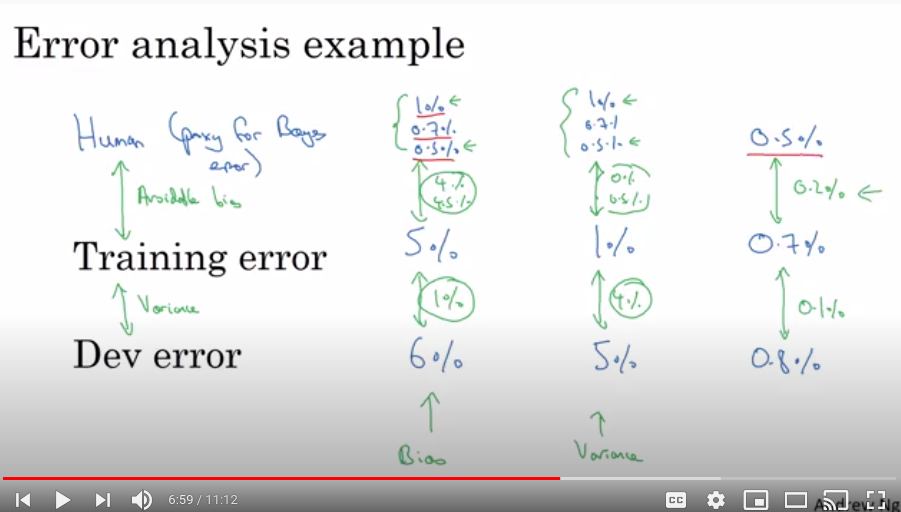 Error analysis example
Human (proxy for Bayes error)
1% 0.7% 0.5%
1% 0.7% 0.5%
0.5%
Avoidable bias
4% 4.5%
0% 0.5%
0.2%
Training error
5%
1%
0.7%
Variance
1%
4%
0.1%
Dev error
6%
5%
0.8%
Bias
Variance
6:59 / 11:12
CC
Andrew Ng